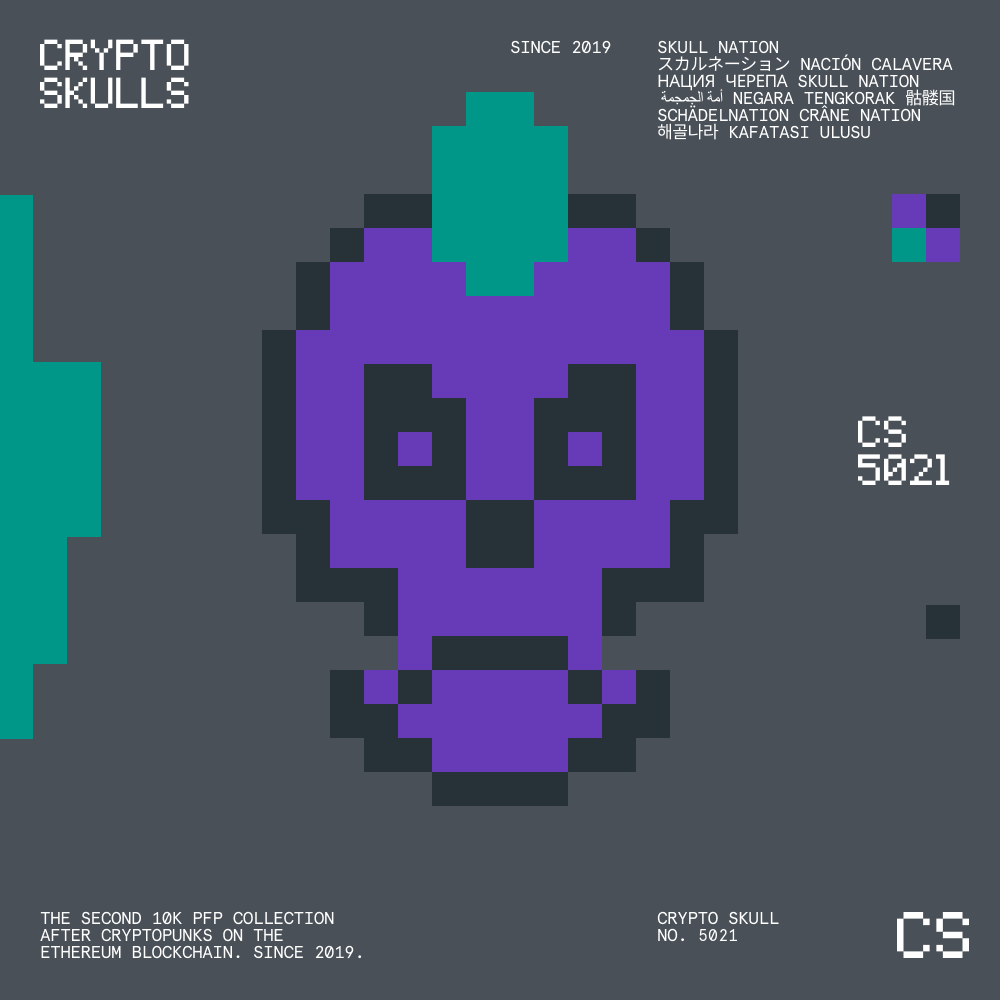 CRYPTO
SKULLS
SINCE 2019
SKULL NATION
スカルネーション NACIÓN CALAVERA
НАЦИЯ ЧЕРЕПА SKULL NATION
أمة الجمجمة NEGARA TENGKORAK 骷髅国
SCHÄDELNATION CRÂNE NATION
해골나라 KAFATASI ULUSU
CS
5021
THE SECOND 10K PFP COLLECTION
AFTER CRYPTOPUNKS ON THE
ETHEREUM BLOCKCHAIN. SINCE 2019.
CRYPTO SKULL
NO. 5021
CS